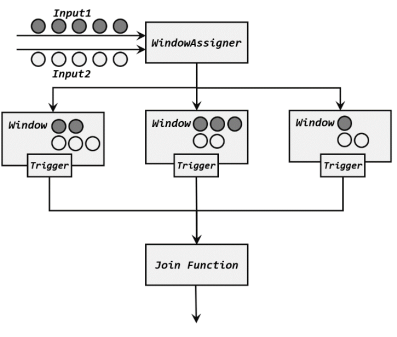 Input1
WindowAssigner
Input2
Window
Window
Window
Trigger
Trigger
Trigger
Join Function